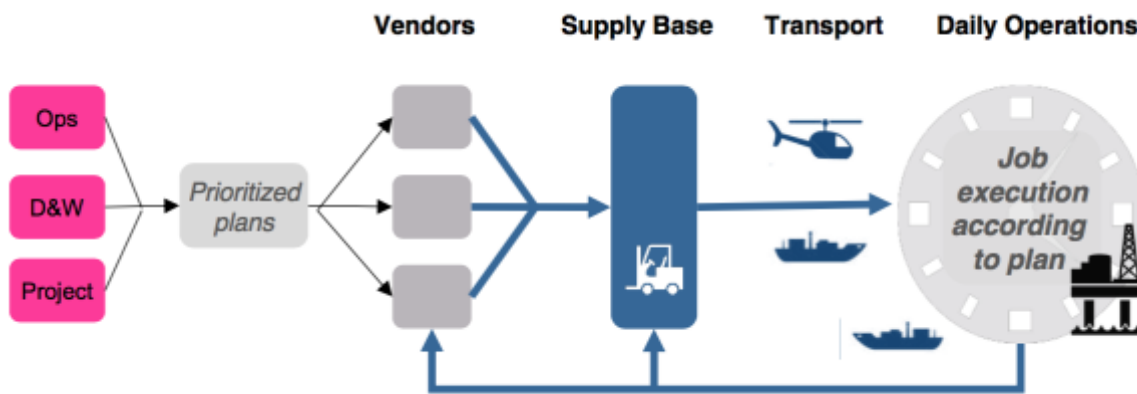 Vendors
Supply Base
Transport
Daily Operations
Ops
D&W
Project
Prioritized
plans
Job
execution
according
to plan